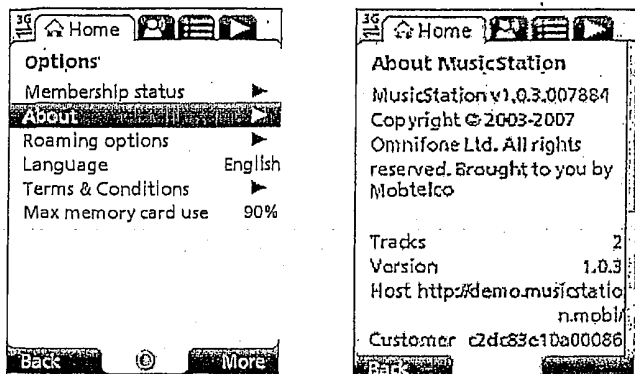 3G
Home
Options
Membership status
About
Roaming options
Language English
Terms & Conditions
Max memory card use 90%
Back More
3G
Home
About MusicStation
MusicStation v1.0.3.007884
Copyright © 2003-2007
Omnifone Ltd. All rights
reserved. Brought to you by
Mobtelco
Tracks 2
Version 1.0.3
Host http://demo.musicstatio
n.mobi/
Customer c2dc83c10a00086
Back